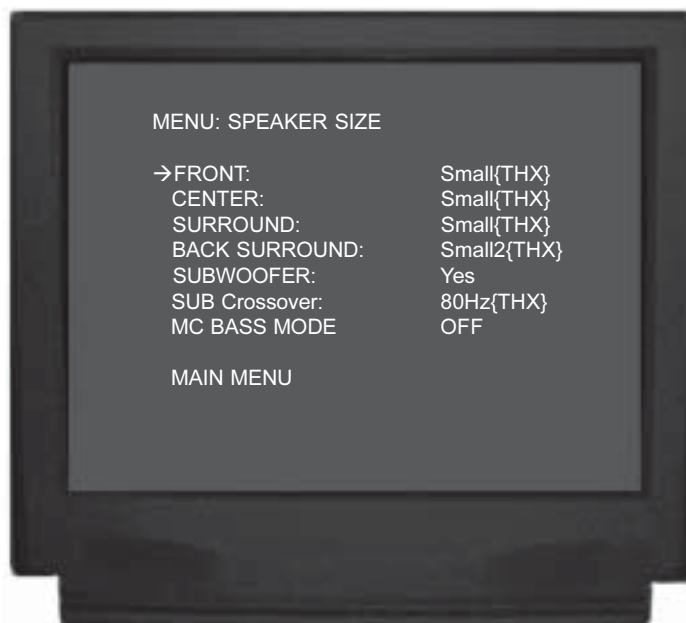 MENU: SPEAKER SIZE
→FRONT: Small{THX}
CENTER: Small{THX}
SURROUND: Small{THX}
BACK SURROUND: Small2{THX}
SUBWOOFER: Yes
SUB Crossover: 80Hz{THX}
MC BASS MODE OFF
MAIN MENU